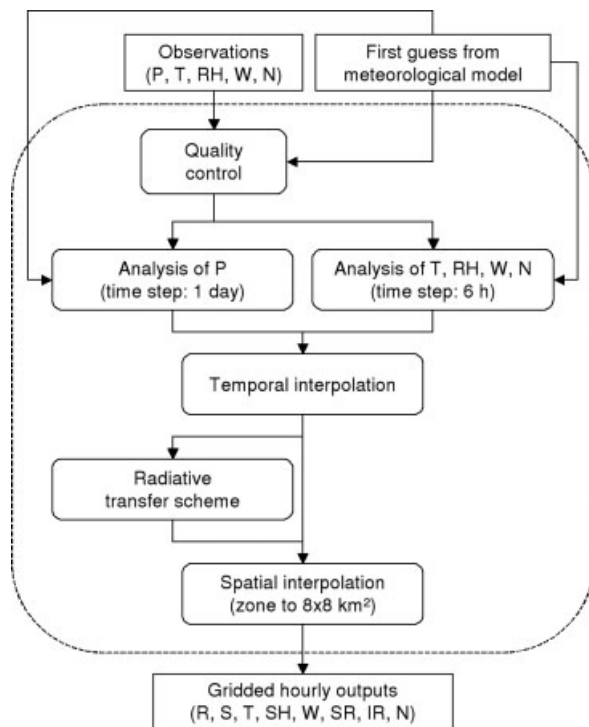 Observations
(P, T, RH, W, N)
First guess from
meteorological model
Quality
control
Analysis of P
(time step: 1 day)
Analysis of T, RH, W, N
(time step: 6 h)
Temporal interpolation
Radiative
transfer scheme
Spatial interpolation
(zone to 8x8 km²)
Gridded hourly outputs
(R, S, T, SH, W, SR, IR, N)